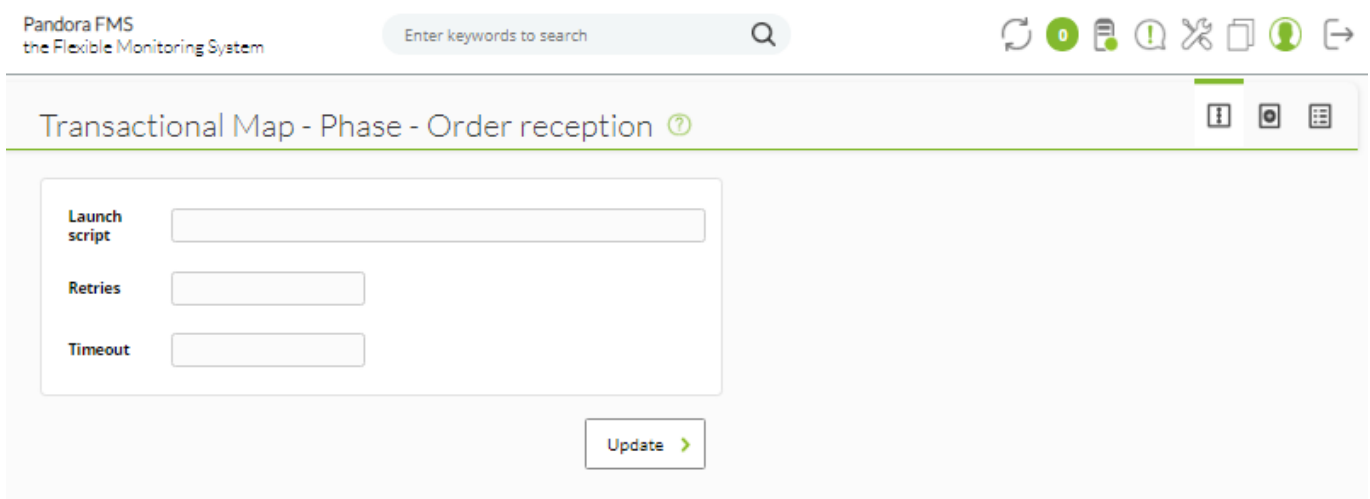 Pandora FMS
the Flexible Monitoring System
Enter keywords to search
0
Transactional Map - Phase - Order reception ?
Launch
script
Retries
Timeout
Update